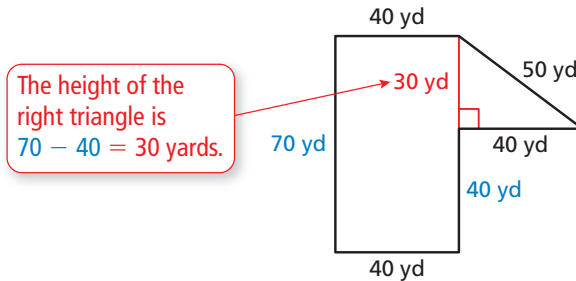 40 yd
The height of the
right triangle is
70 − 40 = 30 yards.
30 yd
50 yd
70 yd
40 yd
40 yd
40 yd